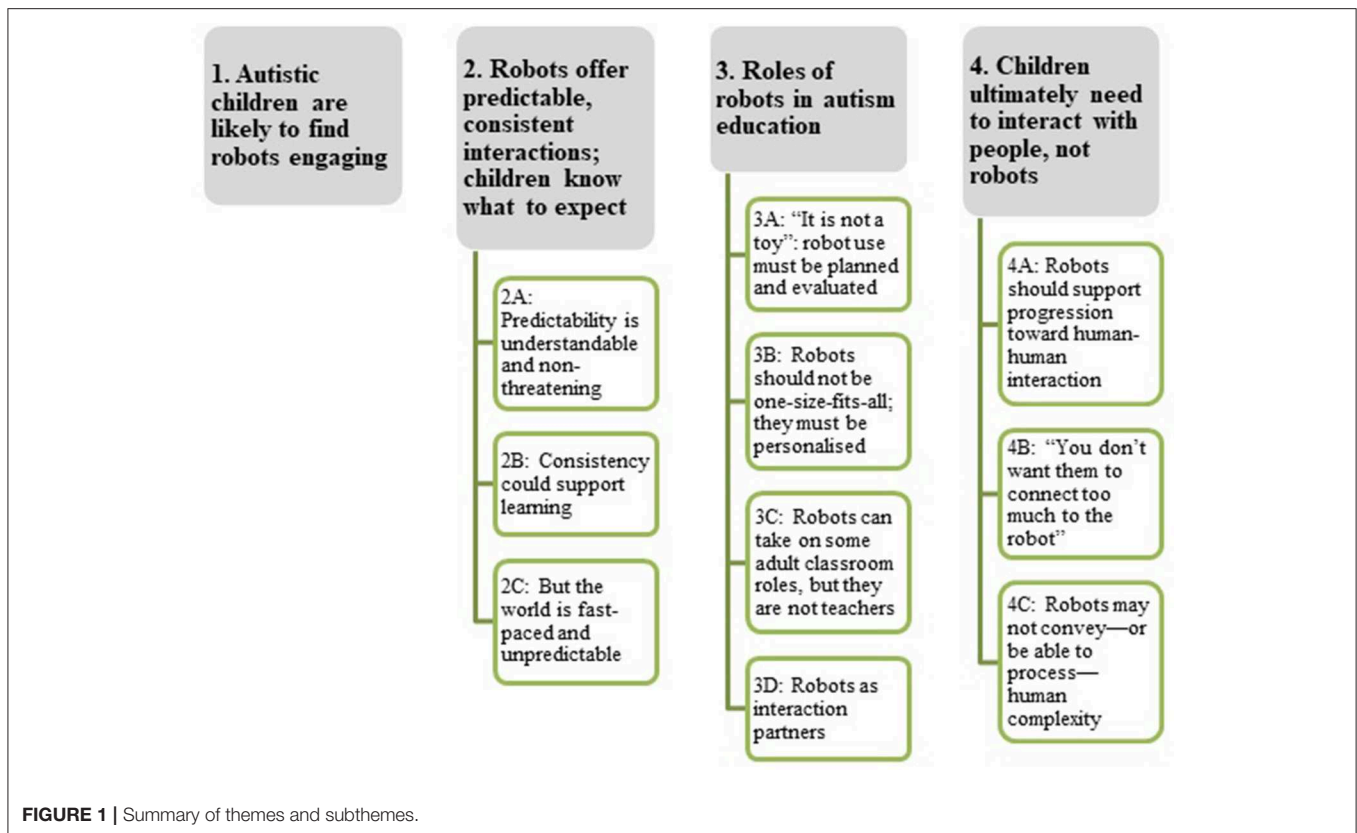 1. Autistic
children are
likely to find
robots engaging
2. Robots offer
predictable,
consistent
interactions;
children know
what to expect
2A:
Predictability is
understandable
and non-
threatening
2B: Consistency
could support
learning
2C: But the
world is fast-
paced and
unpredictable
3. Roles of
robots in autism
education
3A: “It is not a
toy”: robot use
must be planned
and evaluated
3B: Robots
should not be
one-size-fits-all;
they must be
personalised
3C: Robots can
take on some
adult classroom
roles, but they
are not teachers
3D: Robots as
interaction
partners
4. Children
ultimately need
to interact with
people, not
robots
4A: Robots
should support
progression
toward human-
human
interaction
4B: “You don’t
want them to
connect too
much to the
robot”
4C: Robots may
not convey—or
be able to
process—
human
complexity
FIGURE 1 | Summary of themes and subthemes.